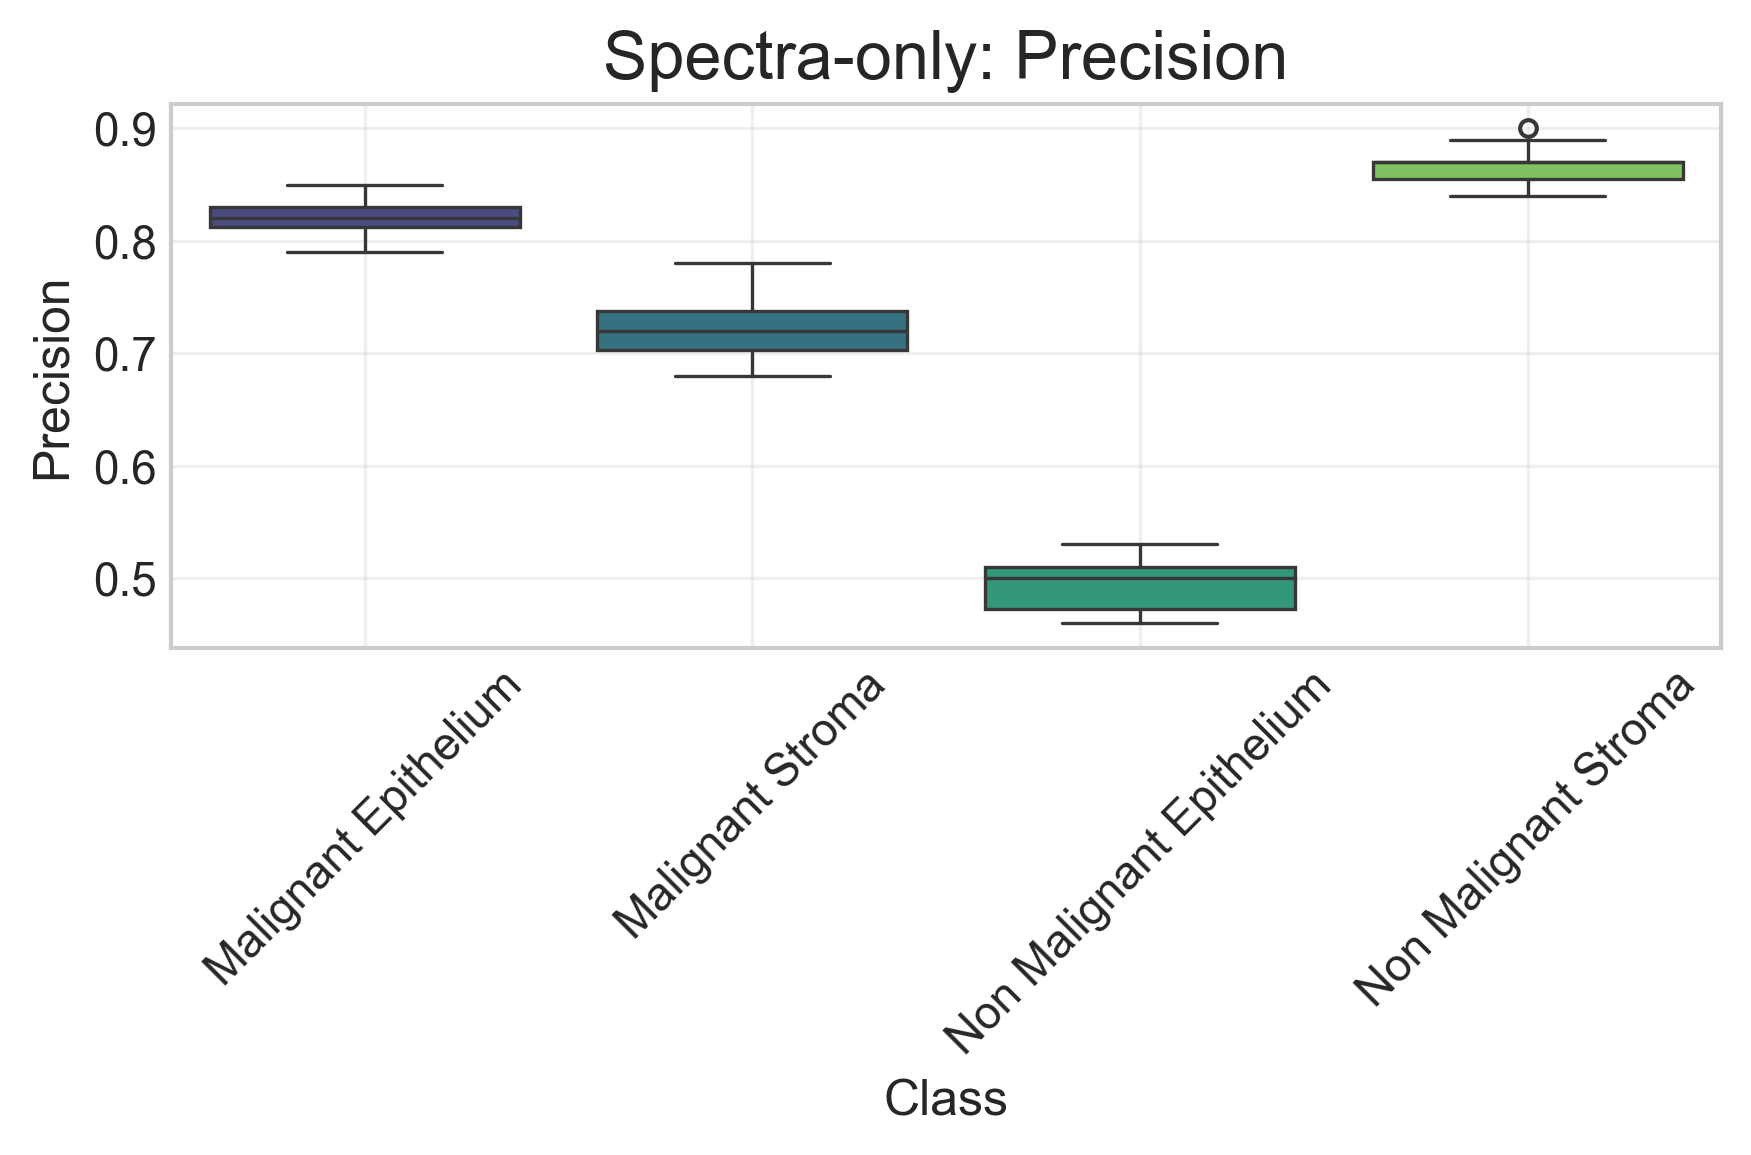 Spectra-only: Precision
Precision
0.9
0.8
0.7
0.6
0.5
Malignant Epithelium
Malignant Stroma
Non Malignant Epithelium
Non Malignant Stroma
Class